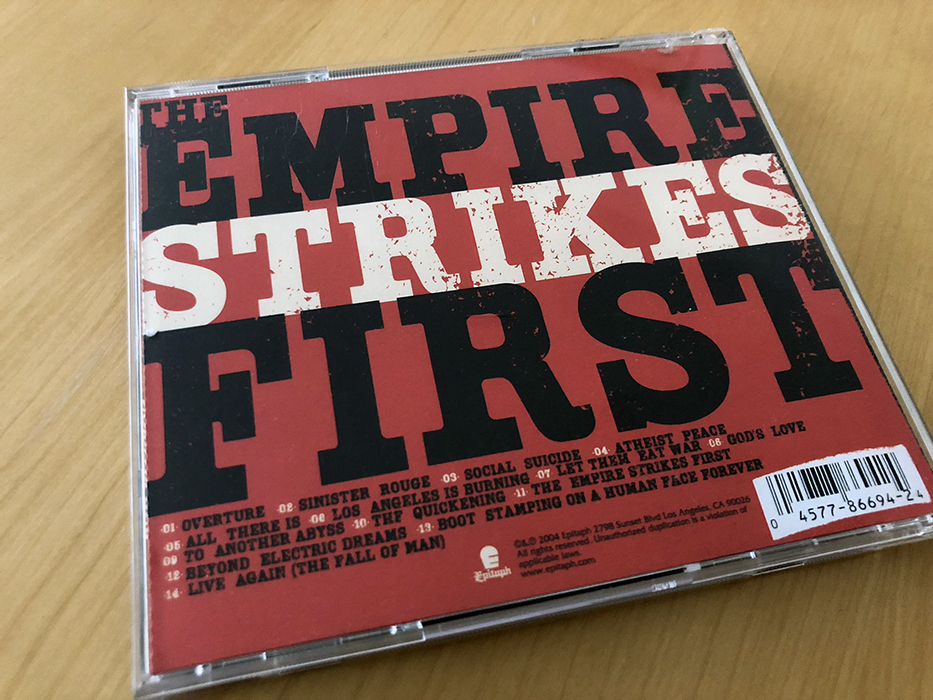 THE
EMPIRE
STRIKES
FIRST
·01· OVERTURE ·02· SINISTER ROUGE ·03· SOCIAL SUICIDE ·04· ATHEIST PEACE
·05· ALL THERE IS ·06· LOS ANGELES IS BURNING ·07· LET THEM EAT WAR ·08· GOD'S LOVE
·09· TO ANOTHER ABYSS ·10· THE QUICKENING ·11· THE EMPIRE STRIKES FIRST
·12· BEYOND ELECTRIC DREAMS ·13· BOOT STAMPING ON A HUMAN FACE FOREVER
·14· LIVE AGAIN (THE FALL OF MAN)
Epitaph
©&℗ 2004 Epitaph 2798 Sunset Blvd Los Angeles, CA 90026
All rights reserved. Unauthorized duplication is a violation of
applicable laws.
www.epitaph.com
0 4577-86694-24